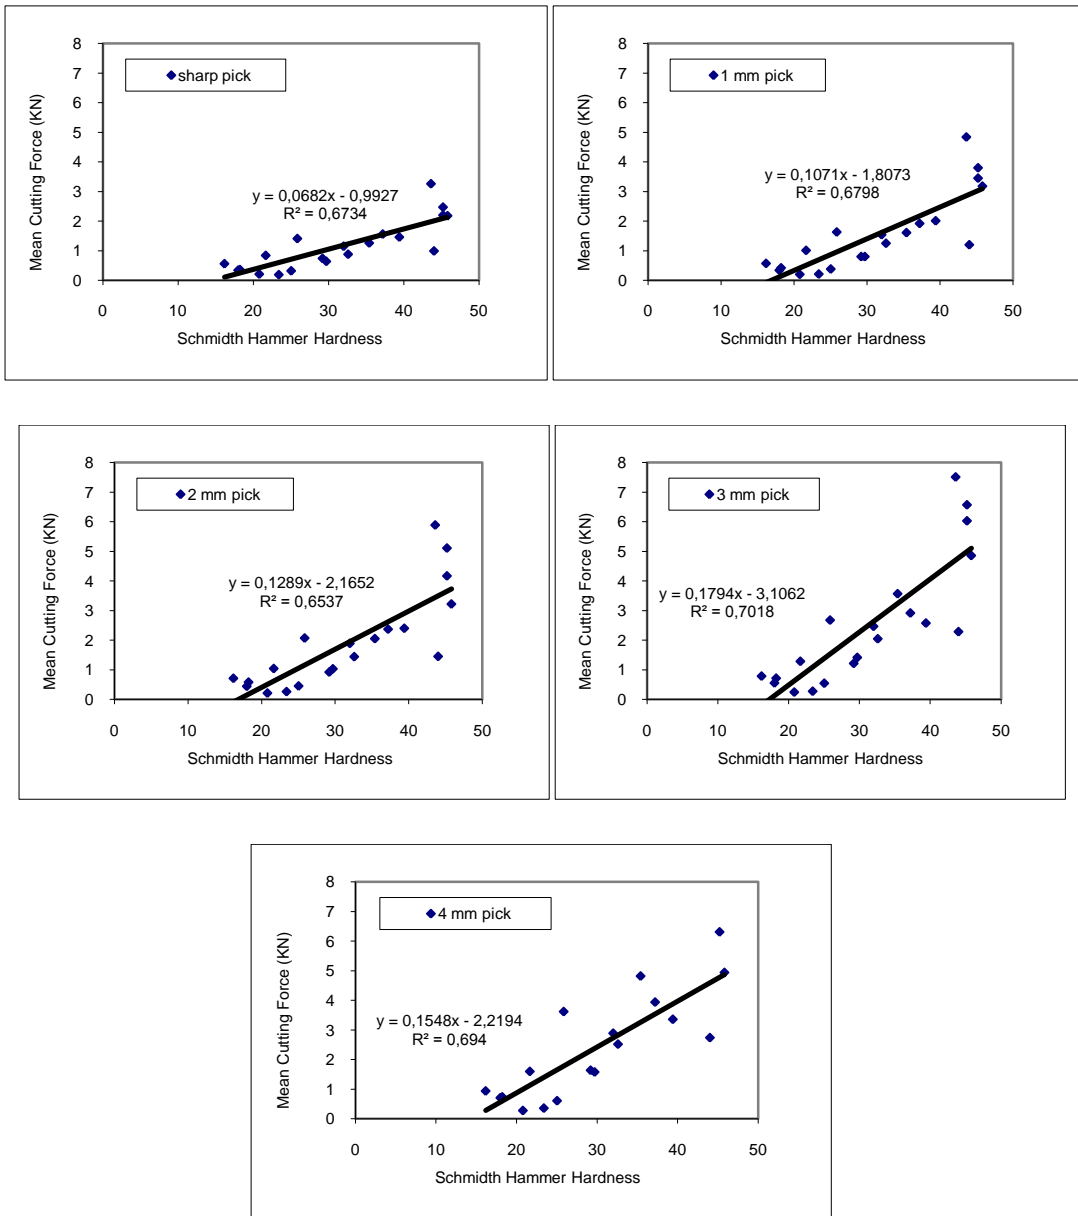 8
7
6
5
4
3
2
1
0
Mean Cutting Force (KN)
sharp pick
y = 0,0682x - 0,9927
R² = 0,6734
0 10 20 30 40 50
Schmidth Hammer Hardness
8
7
6
5
4
3
2
1
0
Mean Cutting Force (KN)
1 mm pick
y = 0,1071x - 1,8073
R² = 0,6798
0 10 20 30 40 50
Schmidth Hammer Hardness
8
7
6
5
4
3
2
1
0
Mean Cutting Force (KN)
2 mm pick
y = 0,1289x - 2,1652
R² = 0,6537
0 10 20 30 40 50
Schmidth Hammer Hardness
8
7
6
5
4
3
2
1
0
Mean Cutting Force (KN)
3 mm pick
y = 0,1794x - 3,1062
R² = 0,7018
0 10 20 30 40 50
Schmidth Hammer Hardness
8
7
6
5
4
3
2
1
0
Mean Cutting Force (KN)
4 mm pick
y = 0,1548x - 2,2194
R² = 0,694
0 10 20 30 40 50
Schmidth Hammer Hardness